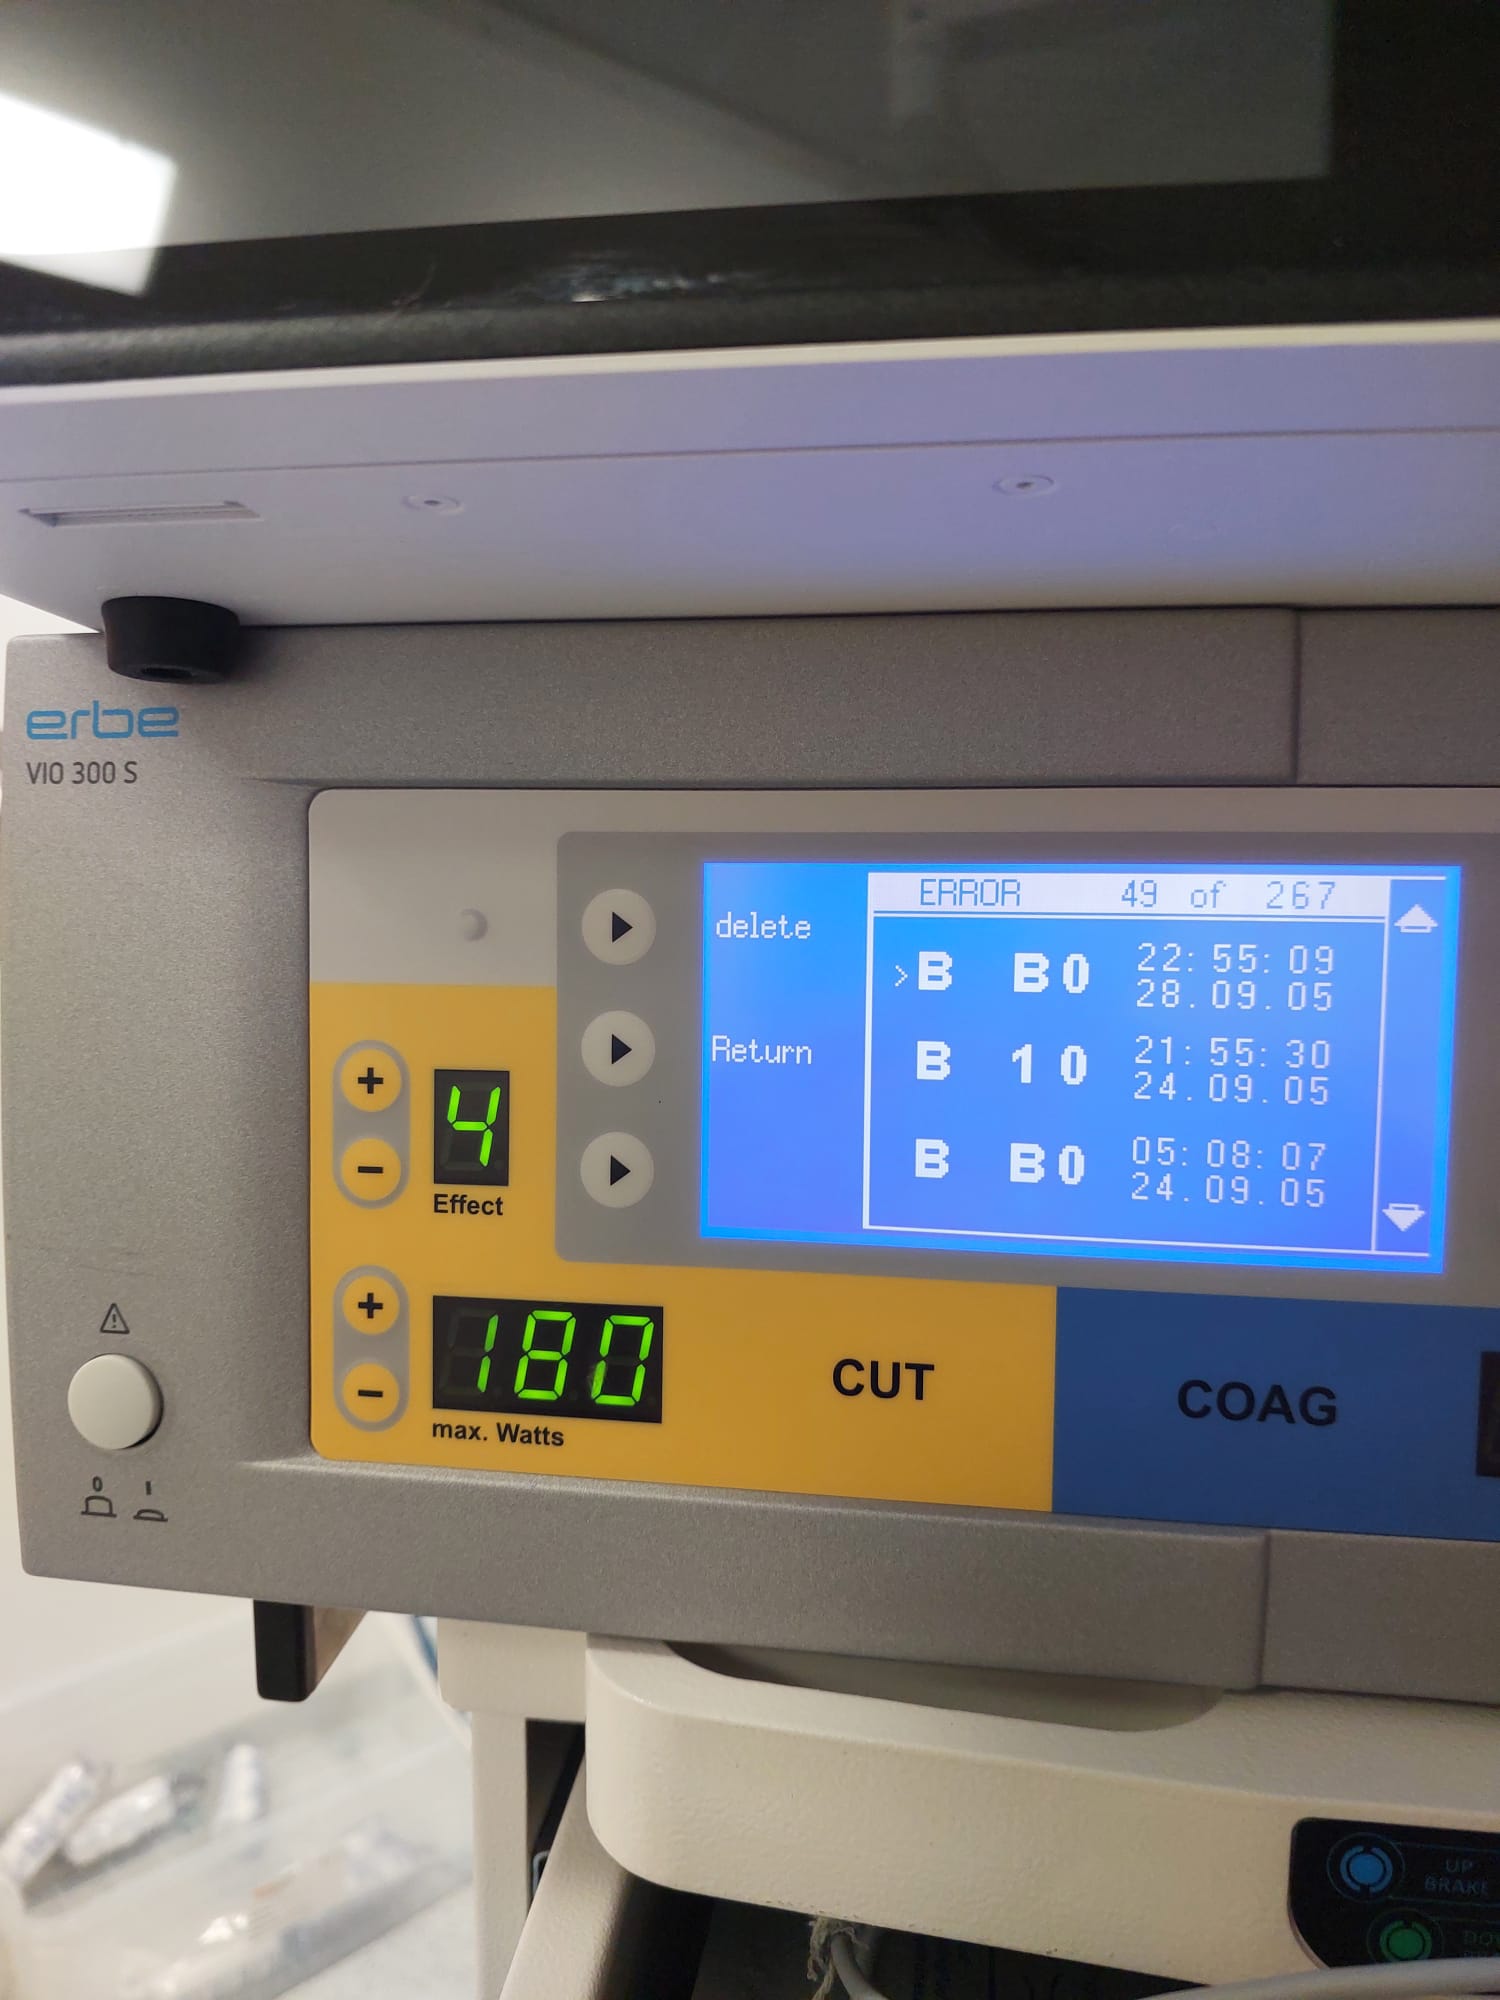 erbe
VIO 300 S
delete
Return
ERROR 49 of 267
>B B0 22:55:09
28.09.05
B 10 21:55:30
24.09.05
B B0 05:08:07
24.09.05
+
4
-
Effect
+
180
-
max. Watts
CUT
COAG
0 I
UP
BRAKE